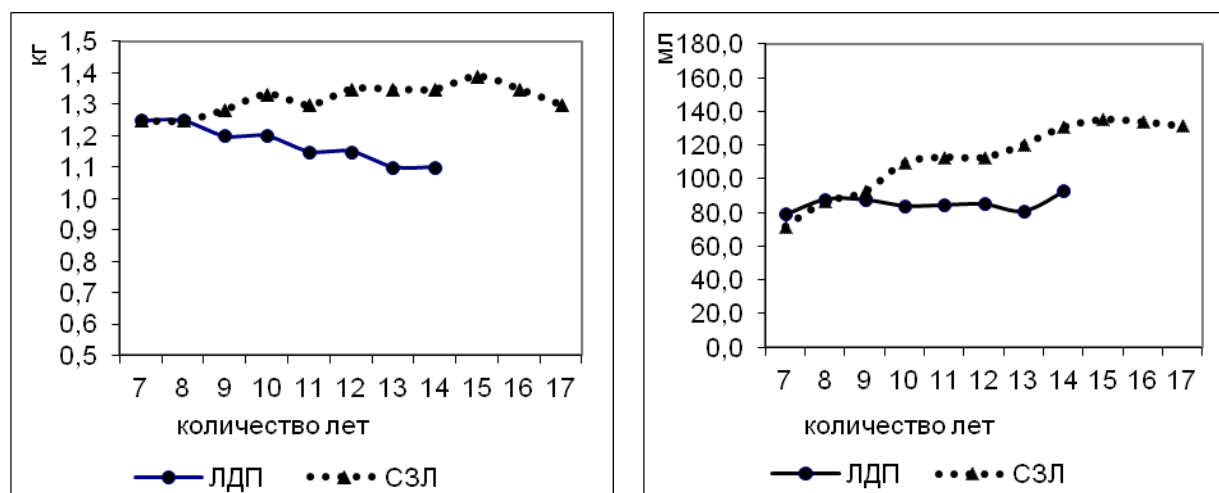 кг
1,5
1,4
1,3
1,2
1,1
1,0
0,9
0,8
0,7
0,6
0,5
7 8 9 10 11 12 13 14 15 16 17
количество лет
ЛДП СЗЛ
мл
180,0
160,0
140,0
120,0
100,0
80,0
60,0
40,0
20,0
0,0
7 8 9 10 11 12 13 14 15 16 17
количество лет
ЛДП СЗЛ